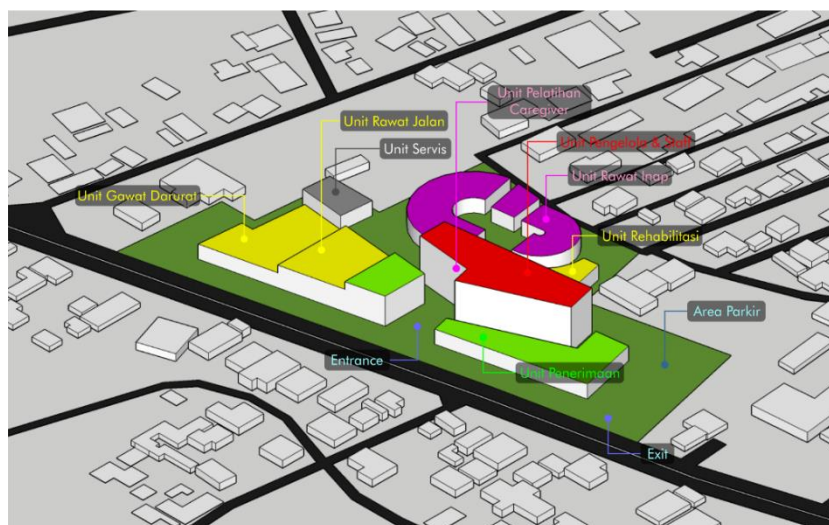 Unit Pelatihan
Caregiver
Unit Rawat Jalan
Unit Pengelola & Staff
Unit Servis
Unit Rawat Inap
Unit Gawat Darurat
Unit Rehabilitasi
Area Parkir
Entrance
Unit Penerimaan
Exit